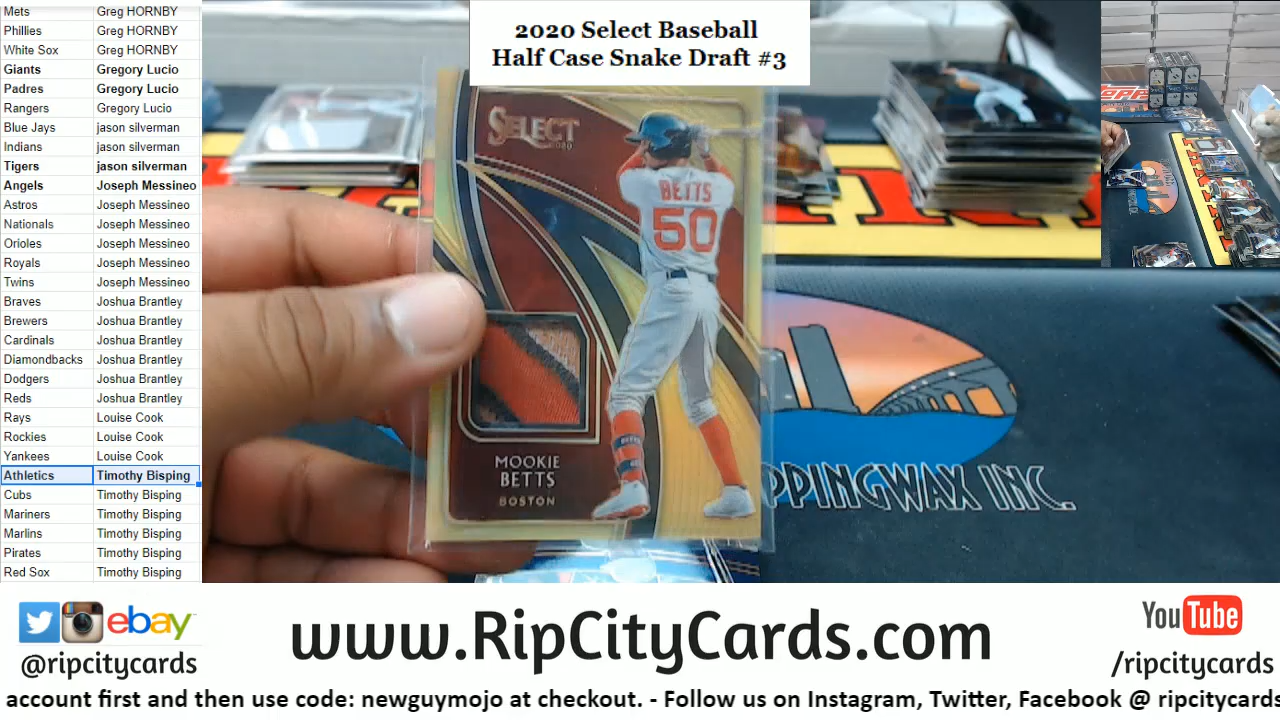 Mets Greg HORNBY
Phillies Greg HORNBY
White Sox Greg HORNBY
Giants Gregory Lucio
Padres Gregory Lucio
Rangers Gregory Lucio
Blue Jays jason silverman
Indians jason silverman
Tigers jason silverman
Angels Joseph Messineo
Astros Joseph Messineo
Nationals Joseph Messineo
Orioles Joseph Messineo
Royals Joseph Messineo
Twins Joseph Messineo
Braves Joshua Brantley
Brewers Joshua Brantley
Cardinals Joshua Brantley
Diamondbacks Joshua Brantley
Dodgers Joshua Brantley
Reds Joshua Brantley
Rays Louise Cook
Rockies Louise Cook
Yankees Louise Cook
Athletics Timothy Bisping
Cubs Timothy Bisping
Mariners Timothy Bisping
Marlins Timothy Bisping
Pirates Timothy Bisping
Red Sox Timothy Bisping
2020 Select Baseball
Half Case Snake Draft #3
SELECT
2020
BETTS
50
MOOKIE
BETTS
BOSTON
PPINGWAX INC.
ebay
@ripcitycards
www.RipCityCards.com
YouTube
/ripcitycards
account first and then use code: newguymojo at checkout. - Follow us on Instagram, Twitter, Facebook @ ripcitycards